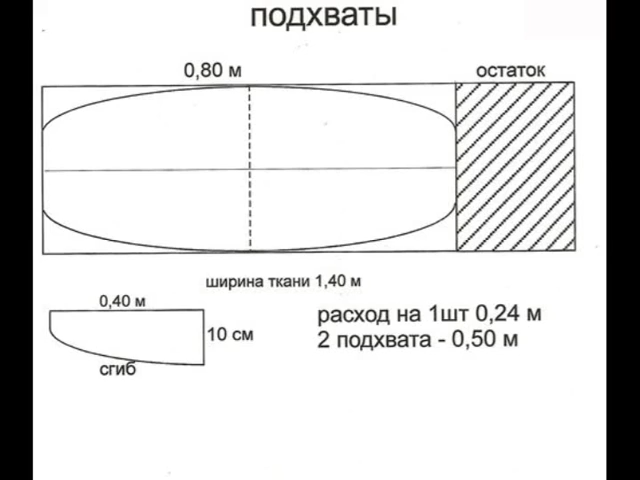 подхваты
0,80 м
остаток
ширина ткани 1,40 м
0,40 м
10 см
сгиб
расход на 1шт 0,24 м
2 подхвата - 0,50 м